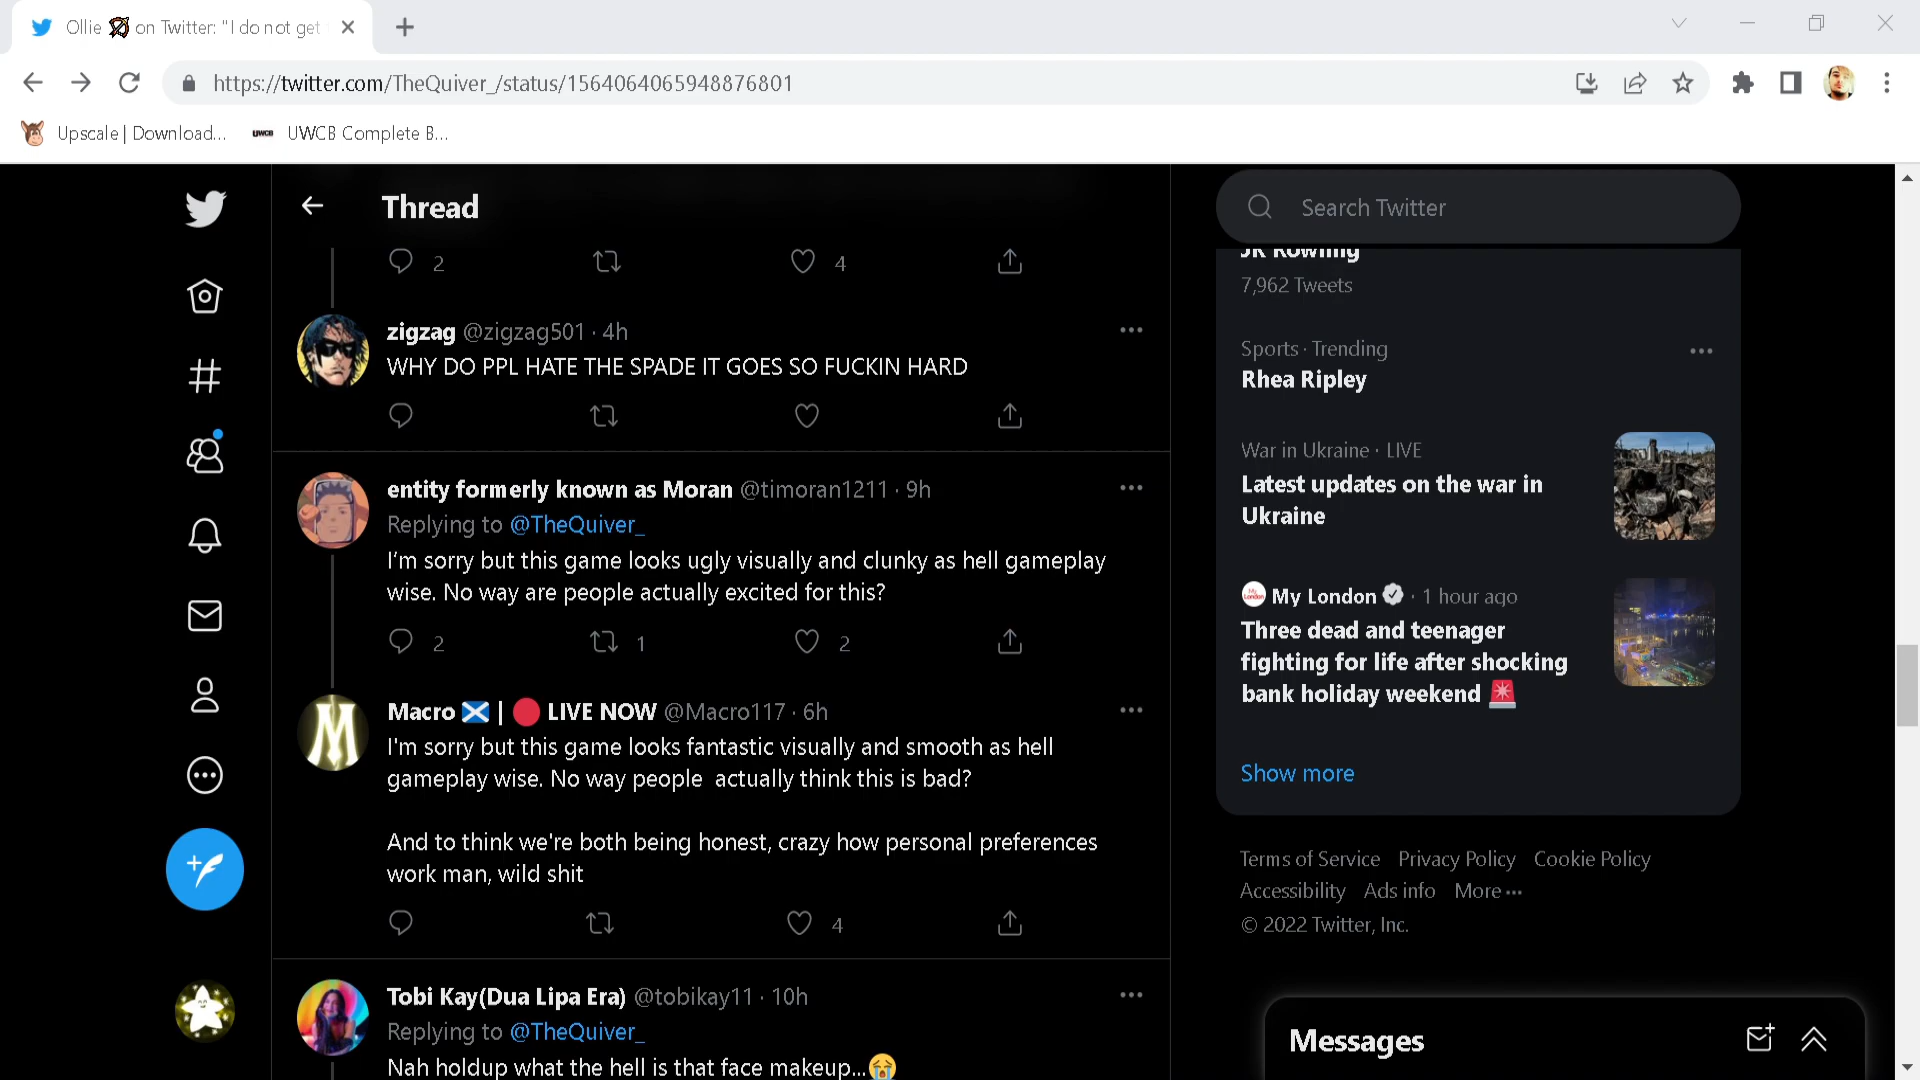 Ollie on Twitter: "I do not get
https://twitter.com/TheQuiver_/status/1564064065948876801
Upscale | Download...
UWCB
UWCB Complete B...
Thread
2
4
zigzag @zigzag501 · 4h
WHY DO PPL HATE THE SPADE IT GOES SO FUCKIN HARD
entity formerly known as Moran @timoran1211 · 9h
Replying to @TheQuiver_
I'm sorry but this game looks ugly visually and clunky as hell gameplay
wise. No way are people actually excited for this?
2
1
2
Macro | LIVE NOW @Macro117 · 6h
I'm sorry but this game looks fantastic visually and smooth as hell
gameplay wise. No way people actually think this is bad?
And to think we're both being honest, crazy how personal preferences
work man, wild shit
4
Tobi Kay(Dua Lipa Era) @tobikay11 · 10h
Replying to @TheQuiver_
Nah holdup what the hell is that face makeup...😭
Search Twitter
JK Rowling
7,962 Tweets
Sports · Trending
Rhea Ripley
War in Ukraine · LIVE
Latest updates on the war in
Ukraine
My London · 1 hour ago
Three dead and teenager
fighting for life after shocking
bank holiday weekend 🚨
Show more
Terms of Service Privacy Policy Cookie Policy
Accessibility Ads info More ···
© 2022 Twitter, Inc.
Messages